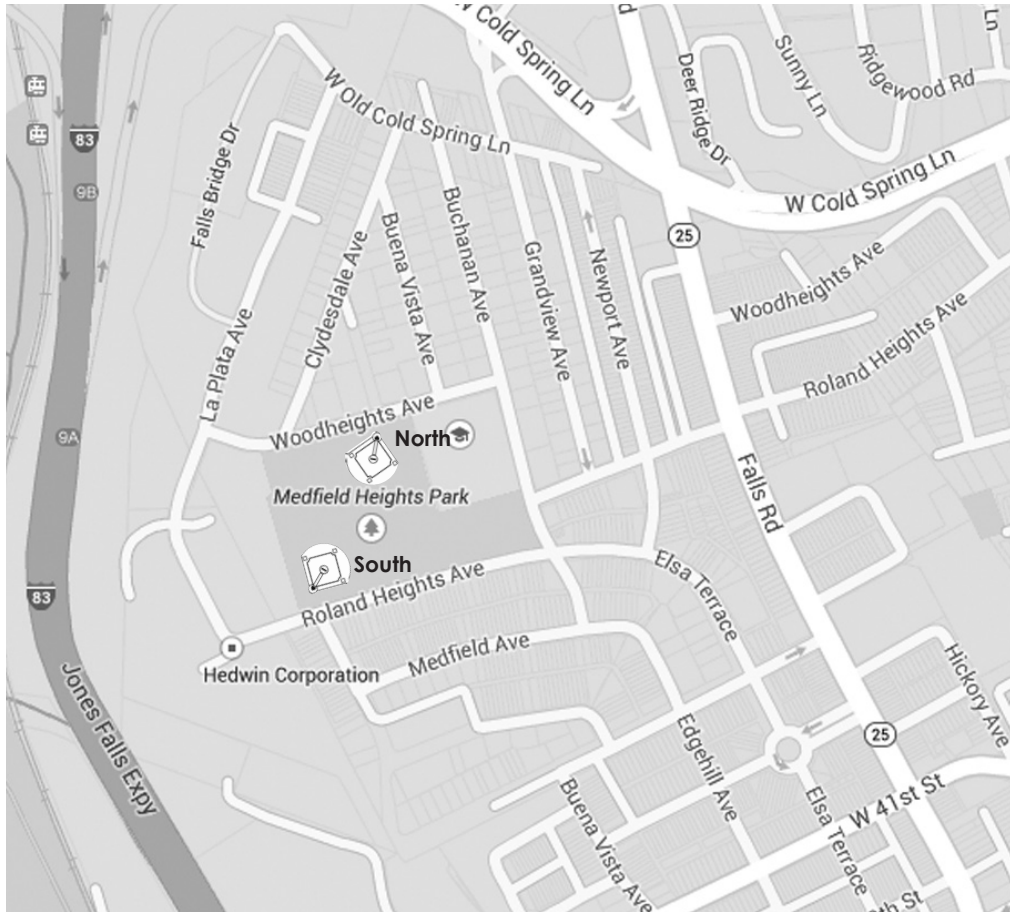 d
W Cold Spring Ln
Sunny Ln
Ridgewood Rd
Ln
Deer Ridge Dr
W Old Cold Spring Ln
83
9B
Falls Bridge Dr
W Cold Spring Ln
Buchanan Ave
Buena Vista Ave
Clydesdale Ave
Grandview Ave
Newport Ave
25
Woodheights Ave
Roland Heights Ave
La Plata Ave
Woodheights Ave
9A
North
Medfield Heights Park
Falls Rd
South
Roland Heights Ave
Elsa Terrace
83
Medfield Ave
Hedwin Corporation
Hickory Ave
Jones Falls Expy
Edgehill Ave
25
Buena Vista Ave
Elsa Terrace
W 41st St
th St